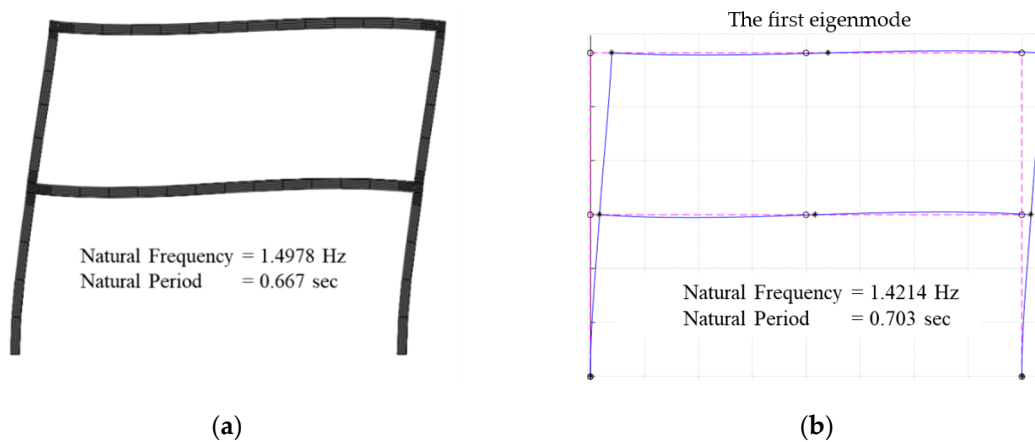 The first eigenmode
Natural Frequency = 1.4978 Hz
Natural Period = 0.667 sec
Natural Frequency = 1.4214 Hz
Natural Period = 0.703 sec
(a)
(b)